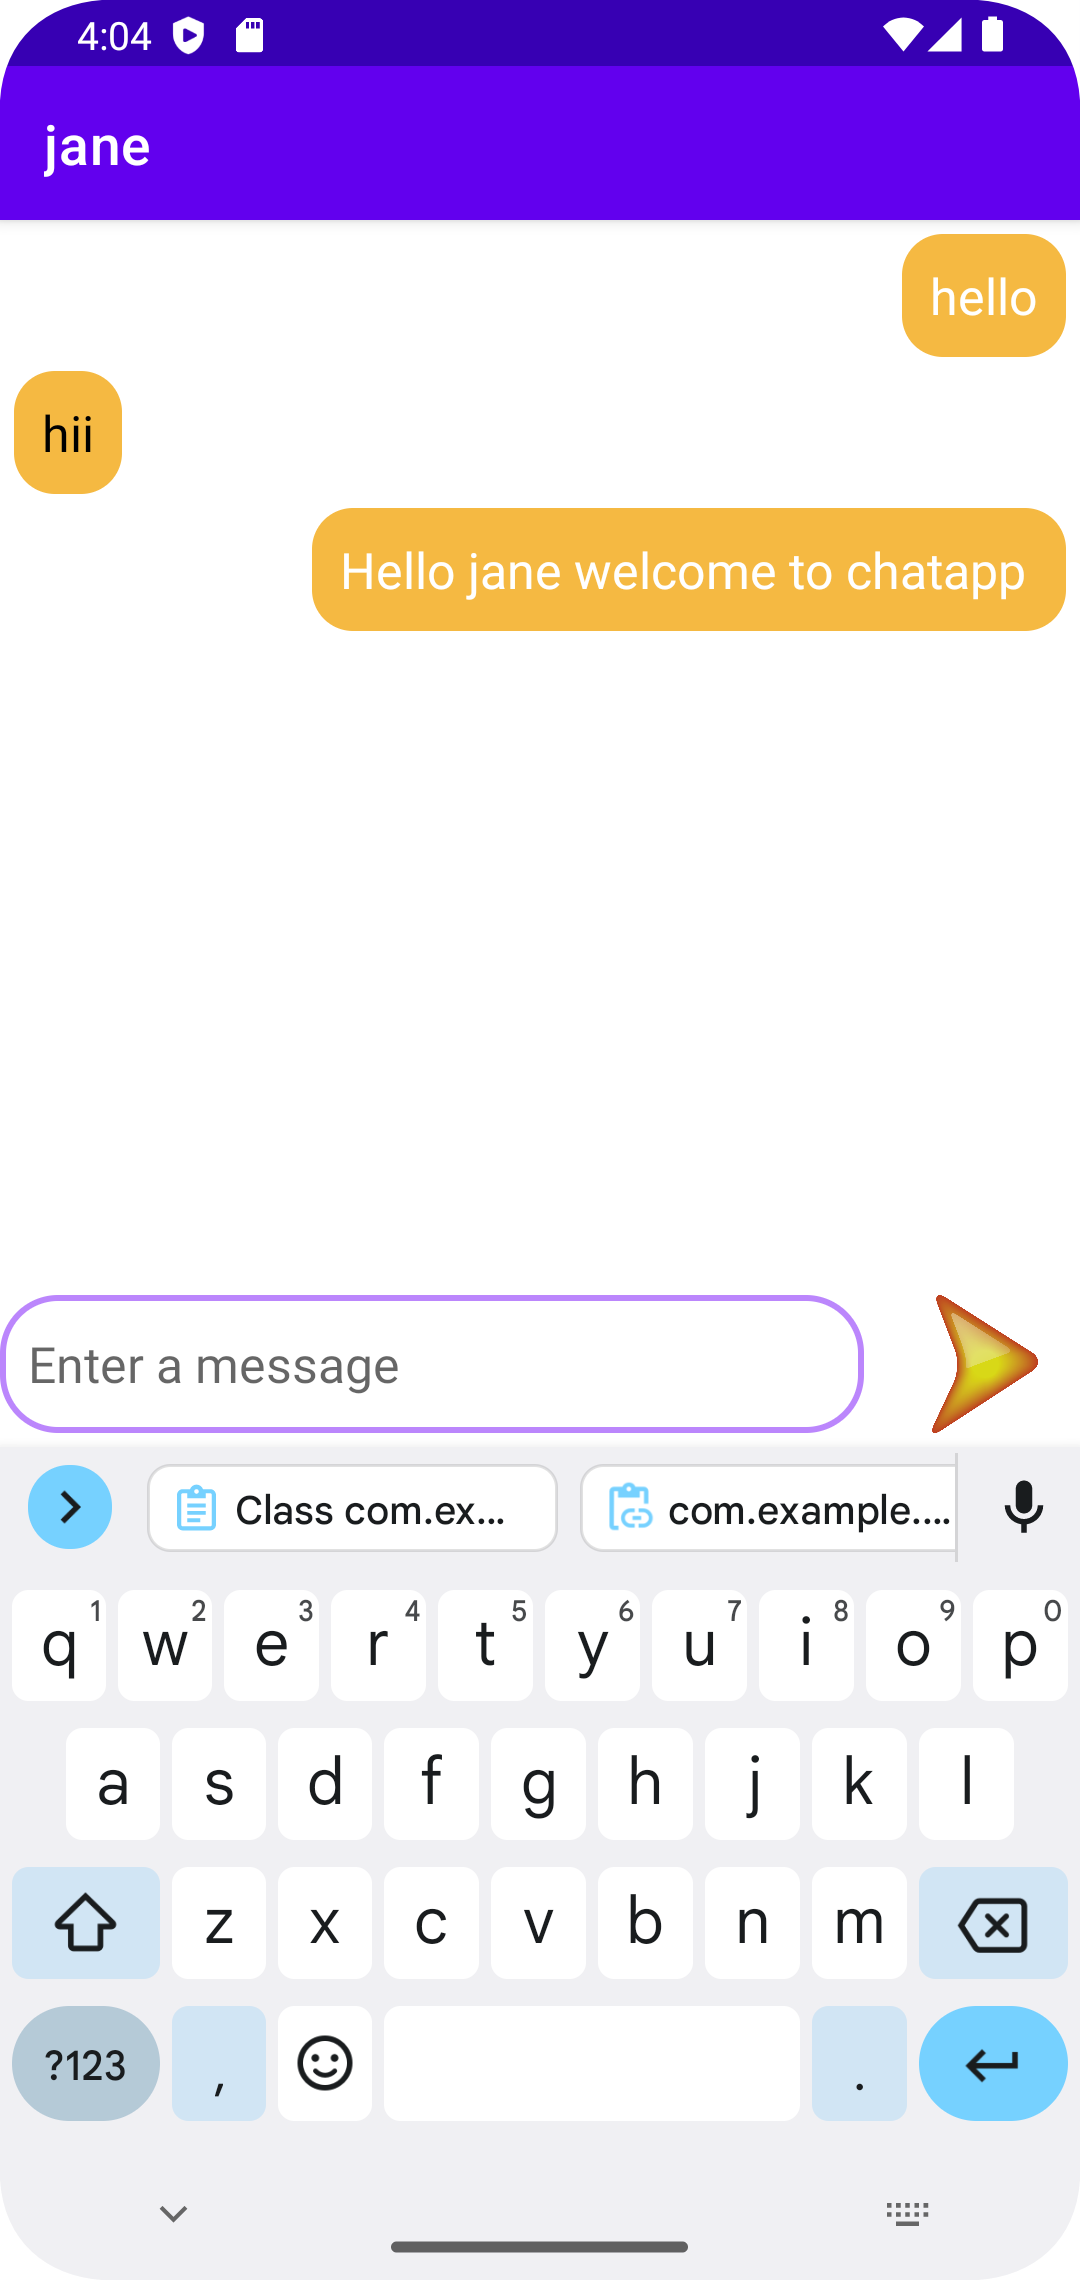 4:04
jane
hello
hii
Hello jane welcome to chatapp
Enter a message
Class com.ex... com.example....
q 1 w 2 e 3 r 4 t 5 y 6 u 7 i 8 o 9 p 0
a s d f g h j k l
z x c v b n m
?123 , .